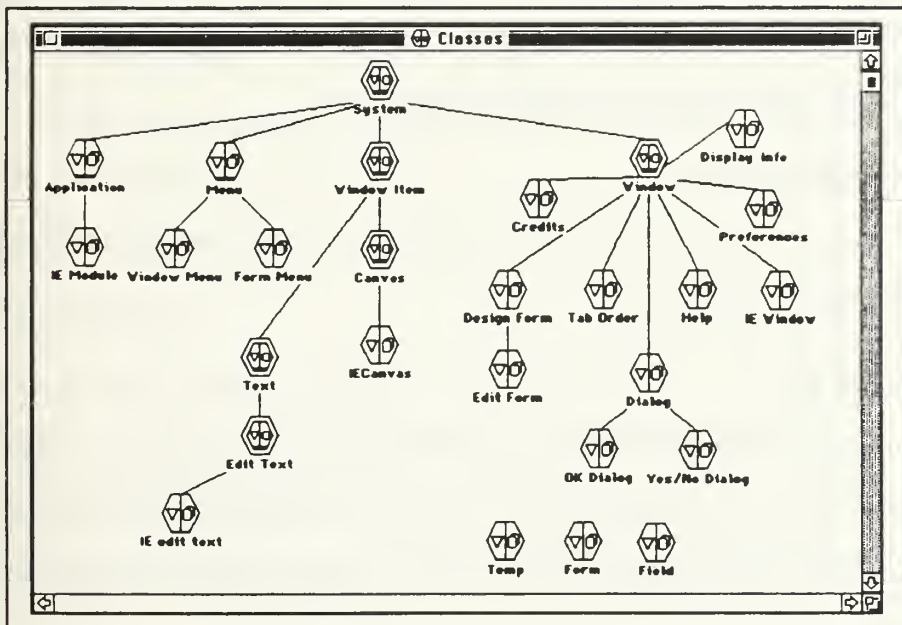 Classes
System
Display Info
Application
Menu
Window Item
Window
Credits
Preferences
IE Module
Window Menu
Form Menu
Canvas
Design Form
Tab Order
Help
IE Window
Text
IECanvas
Edit Form
Dialog
Edit Text
OK Dialog
Yes/No Dialog
IE edit text
Temp
Form
Field